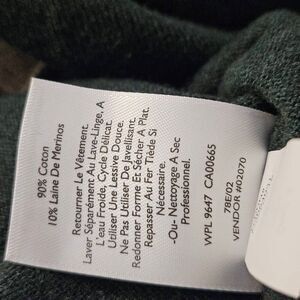 90% Coton
10% Laine De Merinos
Retourner Le Vêtement.
Laver Séparément Au Lave-Linge, A
L'eau Froide, Cycle Délicat.
Utiliser Une Lessive Douce.
Ne Pas Utiliser De Javellisant.
Redonner Forme Et Sécher A Plat.
Repasser Au Fer Tiède Si
Nécessaire.
-Ou- Nettoyage A Sec
Professionnel.
WPL 9647 CA00665
78E/02
VENDOR #02070